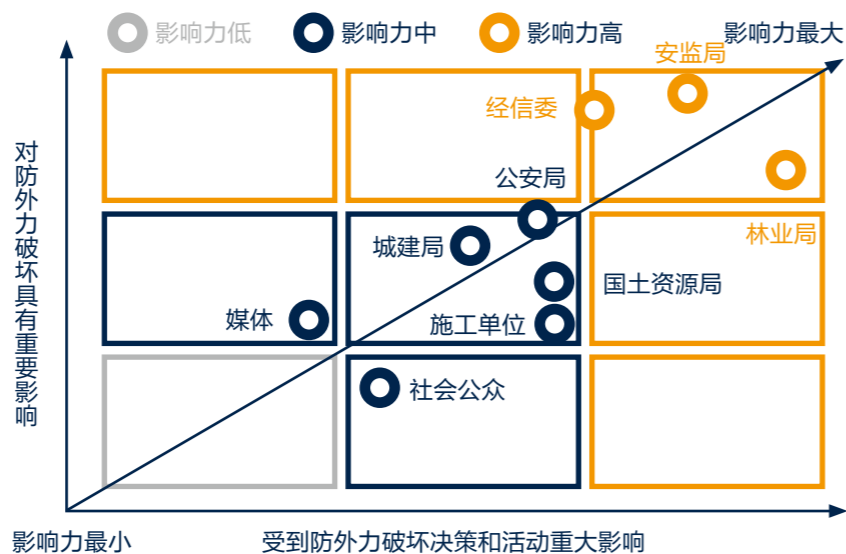 影响力低
影响力中
影响力高
影响力最大
安监局
经信委
公安局
林业局
城建局
国土资源局
媒体
施工单位
社会公众
对防外力破坏具有重要影响
影响力最小
受到防外力破坏决策和活动重大影响